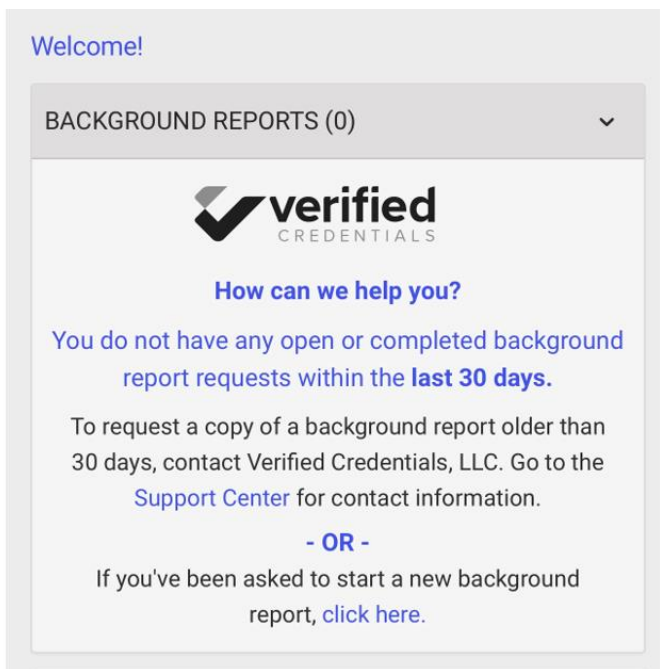 Welcome!
BACKGROUND REPORTS (0)
verified
CREDENTIALS
How can we help you?
You do not have any open or completed background
report requests within the last 30 days.
To request a copy of a background report older than
30 days, contact Verified Credentials, LLC. Go to the
Support Center for contact information.
- OR -
If you've been asked to start a new background
report, click here.